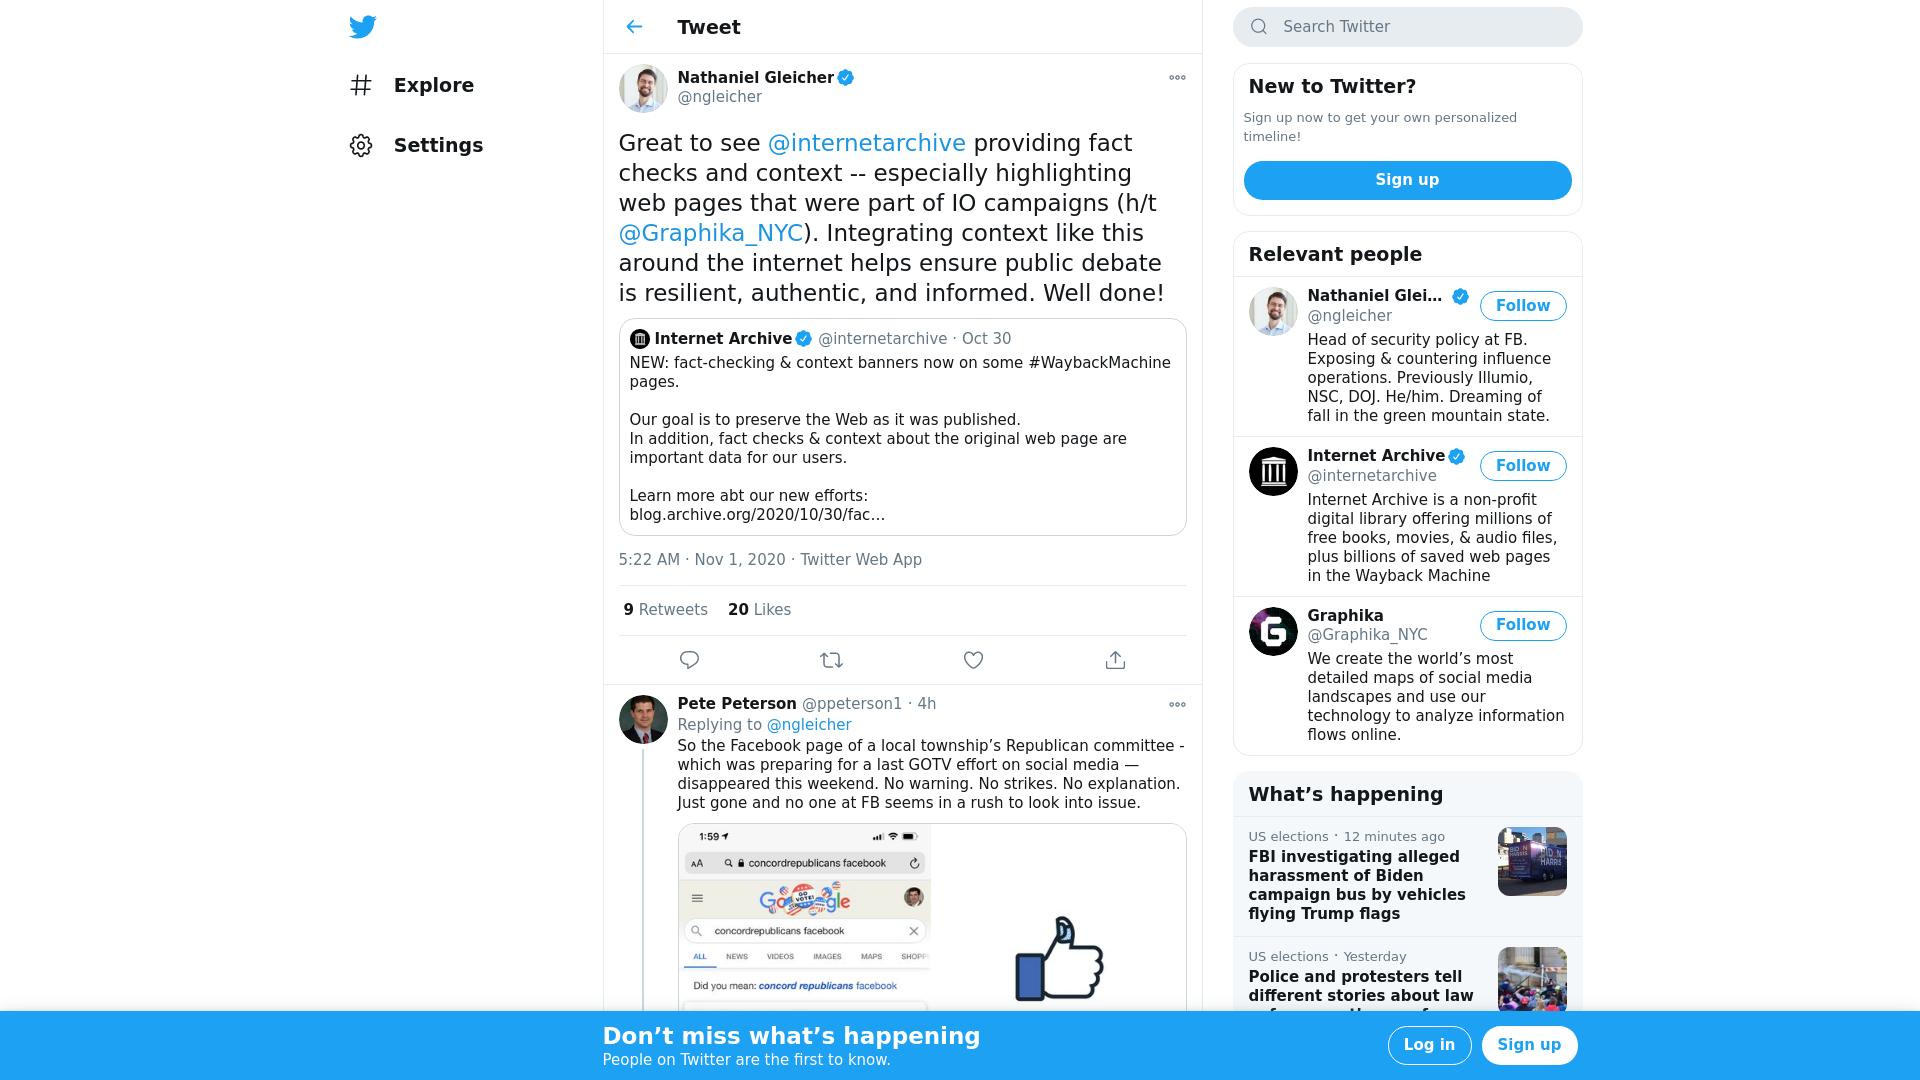 Explore
Settings
Tweet
Nathaniel Gleicher
@ngleicher
Great to see @internetarchive providing fact
checks and context -- especially highlighting
web pages that were part of IO campaigns (h/t
@Graphika_NYC). Integrating context like this
around the internet helps ensure public debate
is resilient, authentic, and informed. Well done!
Internet Archive @internetarchive · Oct 30
NEW: fact-checking & context banners now on some #WaybackMachine
pages.
Our goal is to preserve the Web as it was published.
In addition, fact checks & context about the original web page are
important data for our users.
Learn more abt our new efforts:
blog.archive.org/2020/10/30/fac…
5:22 AM · Nov 1, 2020 · Twitter Web App
9 Retweets 20 Likes
Pete Peterson @ppeterson1 · 4h
Replying to @ngleicher
So the Facebook page of a local township’s Republican committee -
which was preparing for a last GOTV effort on social media —
disappeared this weekend. No warning. No strikes. No explanation.
Just gone and no one at FB seems in a rush to look into issue.
1:59
AA concordrepublicans facebook
Google
GO VOTE!
concordrepublicans facebook
ALL NEWS VIDEOS IMAGES MAPS SHOPP
Did you mean: concord republicans facebook
Search Twitter
New to Twitter?
Sign up now to get your own personalized
timeline!
Sign up
Relevant people
Nathaniel Glei…
Follow
@ngleicher
Head of security policy at FB.
Exposing & countering influence
operations. Previously Illumio,
NSC, DOJ. He/him. Dreaming of
fall in the green mountain state.
Internet Archive
Follow
@internetarchive
Internet Archive is a non-profit
digital library offering millions of
free books, movies, & audio files,
plus billions of saved web pages
in the Wayback Machine
Graphika
Follow
@Graphika_NYC
We create the world’s most
detailed maps of social media
landscapes and use our
technology to analyze information
flows online.
What’s happening
US elections · 12 minutes ago
FBI investigating alleged
harassment of Biden
campaign bus by vehicles
flying Trump flags
US elections · Yesterday
Police and protesters tell
different stories about law
Don’t miss what’s happening
People on Twitter are the first to know.
Log in
Sign up